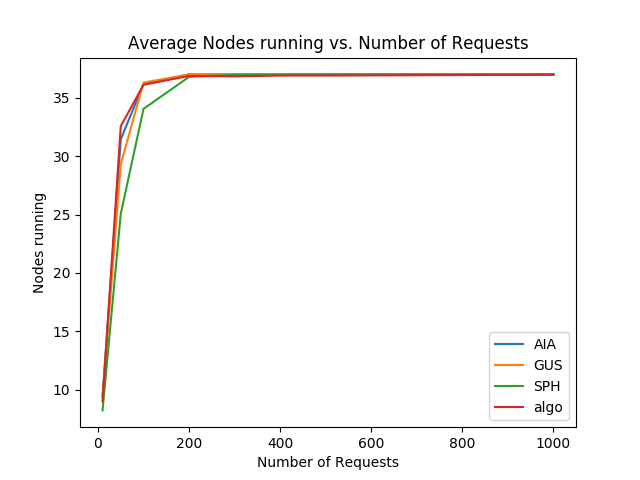 Average Nodes running vs. Number of Requests
Nodes running
35
30
25
20
15
10
0 200 400 600 800 1000
Number of Requests
AIA
GUS
SPH
algo